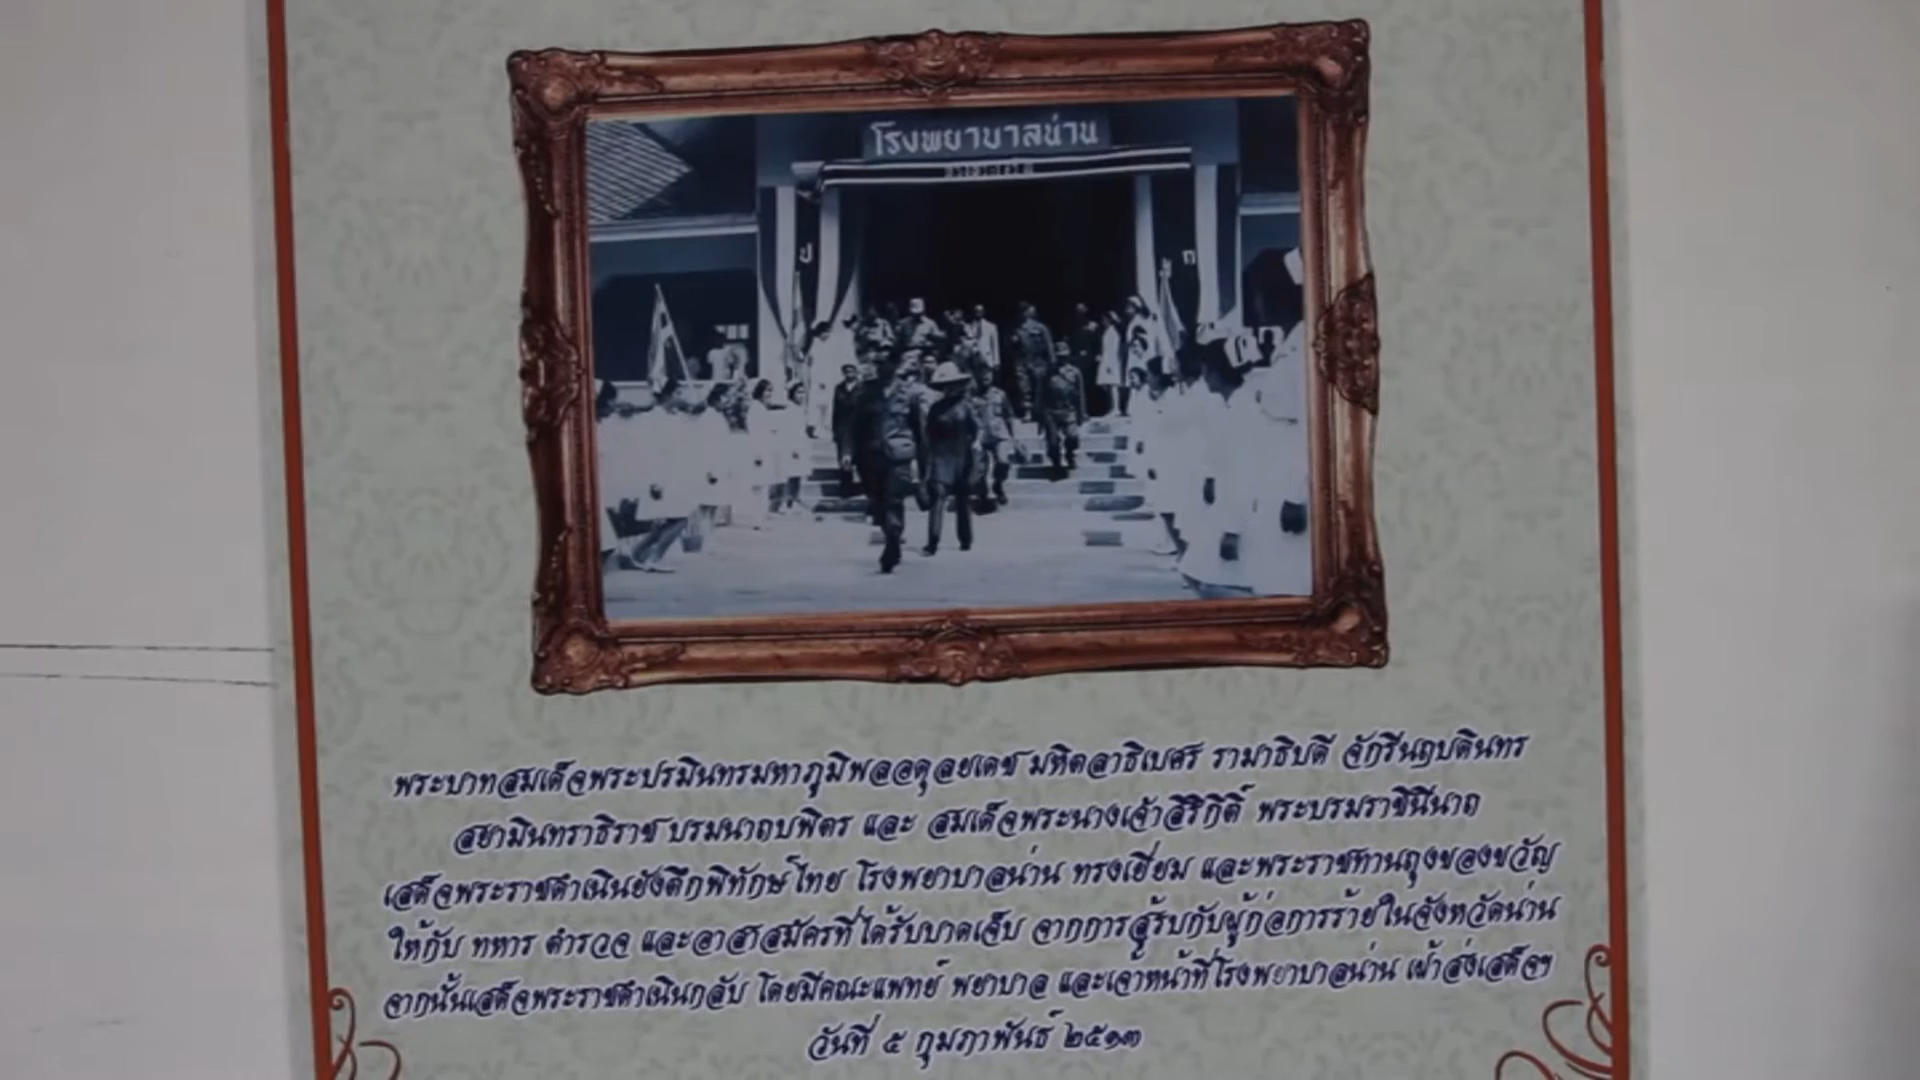 โรงพยาบาลน่าน
ป
ก
พระบาทสมเด็จพระปรมินทรมหาภูมิพลอดุลยเดช มหิตลาธิเบศร รามาธิบดี จักรีนฤบดินทร
สยามินทราธิราช บรมนาถบพิตร และ สมเด็จพระนางเจ้าสิริกิติ์ พระบรมราชินีนาถ
เสด็จพระราชดำเนินยังตึกพิทักษ์ไทย โรงพยาบาลน่าน ทรงเยี่ยม และพระราชทานถุงของขวัญ
ให้กับ ทหาร ตำรวจ และอาสาสมัครที่ได้รับบาดเจ็บ จากการสู้รบกับผู้ก่อการร้ายในจังหวัดน่าน
จากนั้นเสด็จพระราชดำเนินกลับ โดยมีคณะแพทย์ พยาบาล และเจ้าหน้าที่โรงพยาบาลน่าน เฝ้าส่งเสด็จฯ
วันที่ ๕ กุมภาพันธ์ ๒๕๑๓